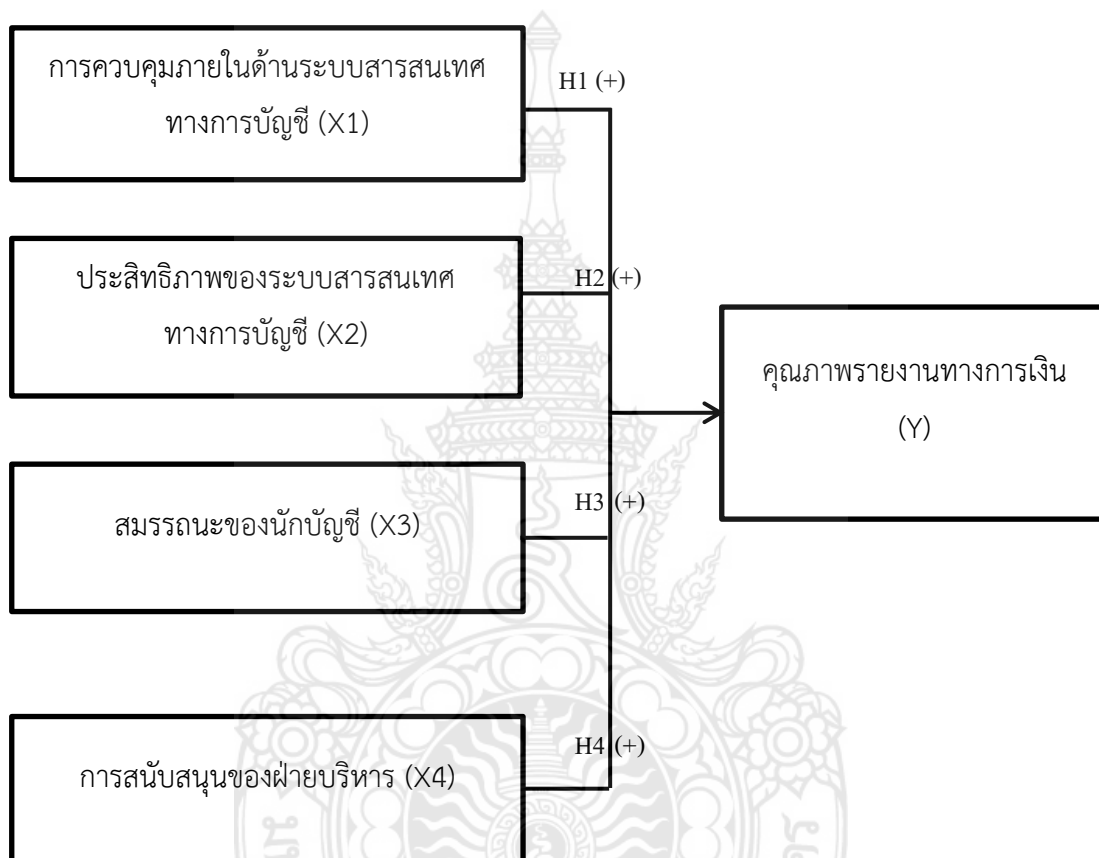 การควบคุมภายในด้านระบบสารสนเทศ
ทางการบัญชี (X1)
H1 (+)
ประสิทธิภาพของระบบสารสนเทศ
ทางการบัญชี (X2)
H2 (+)
คุณภาพรายงานทางการเงิน
(Y)
สมรรถนะของนักบัญชี (X3)
H3 (+)
การสนับสนุนของฝ่ายบริหาร (X4)
H4 (+)